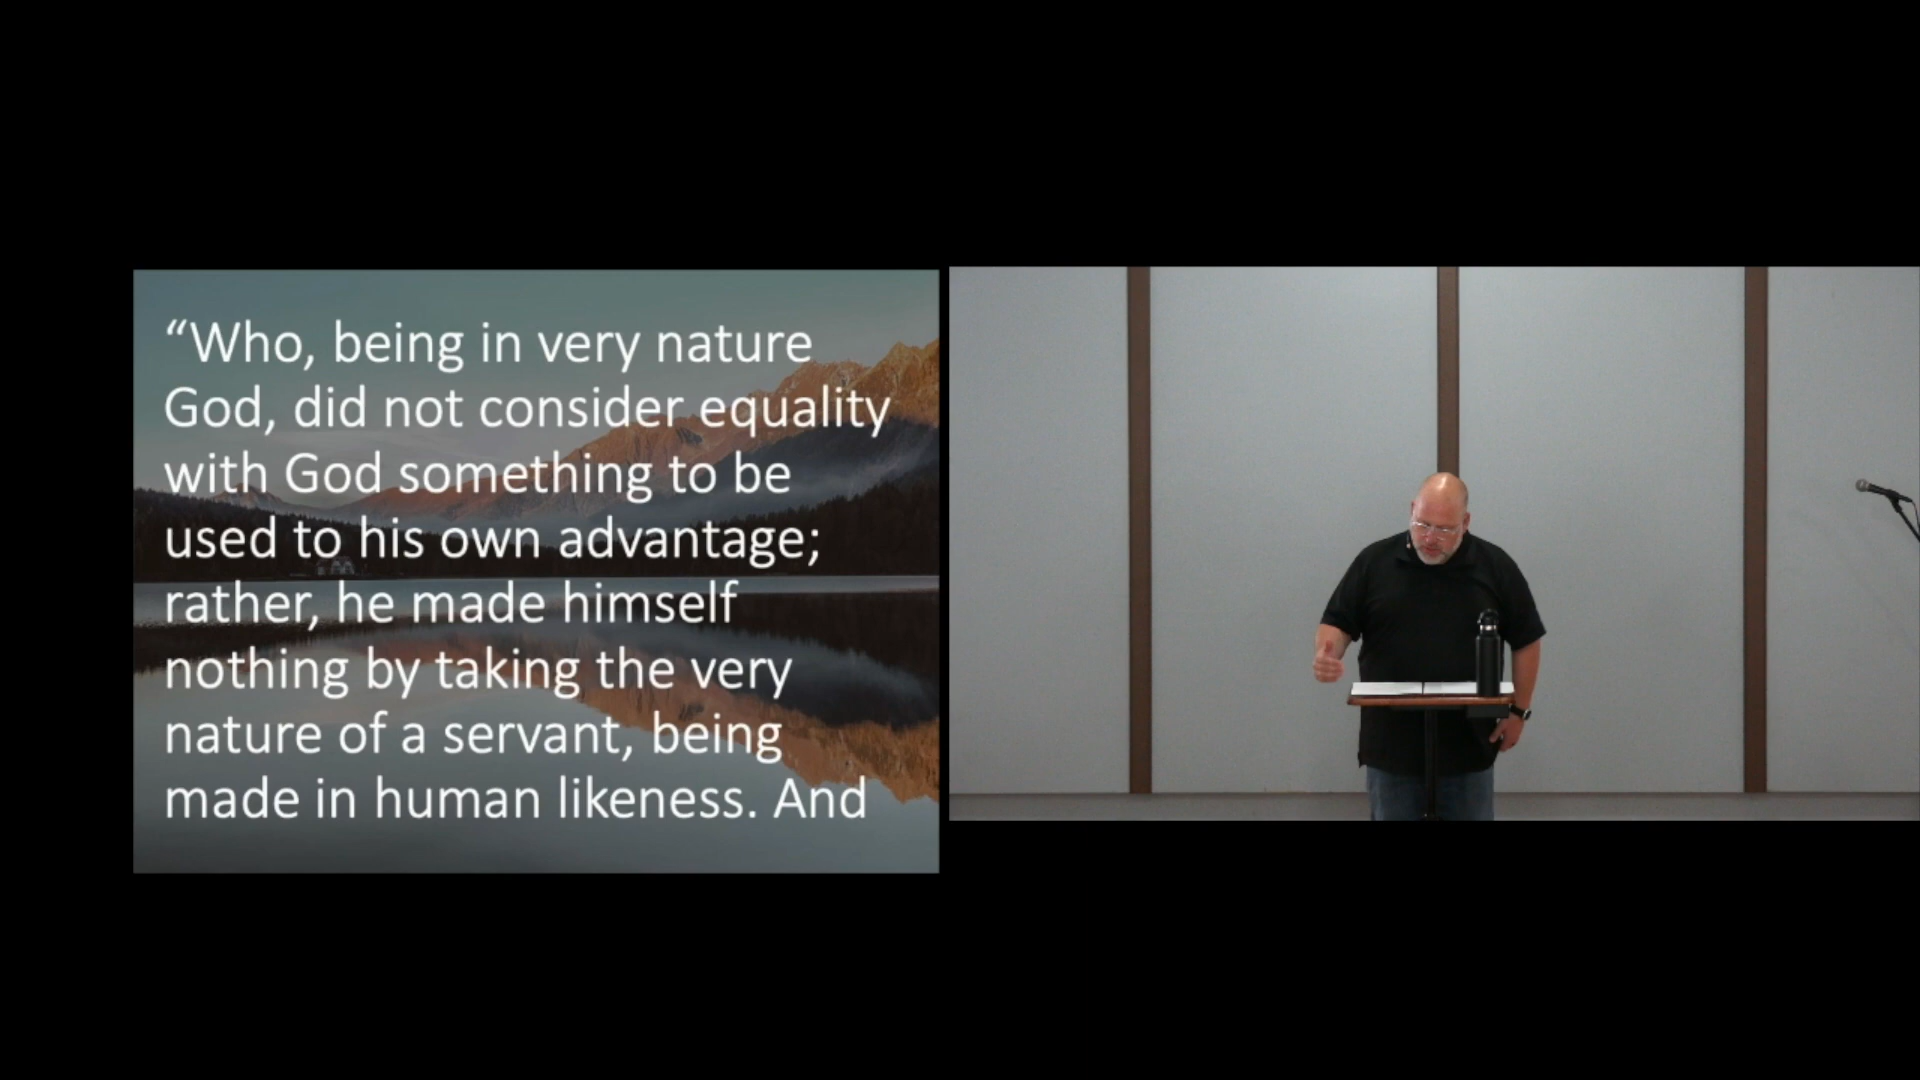 “Who, being in very nature
God, did not consider equality
with God something to be
used to his own advantage;
rather, he made himself
nothing by taking the very
nature of a servant, being
made in human likeness. And